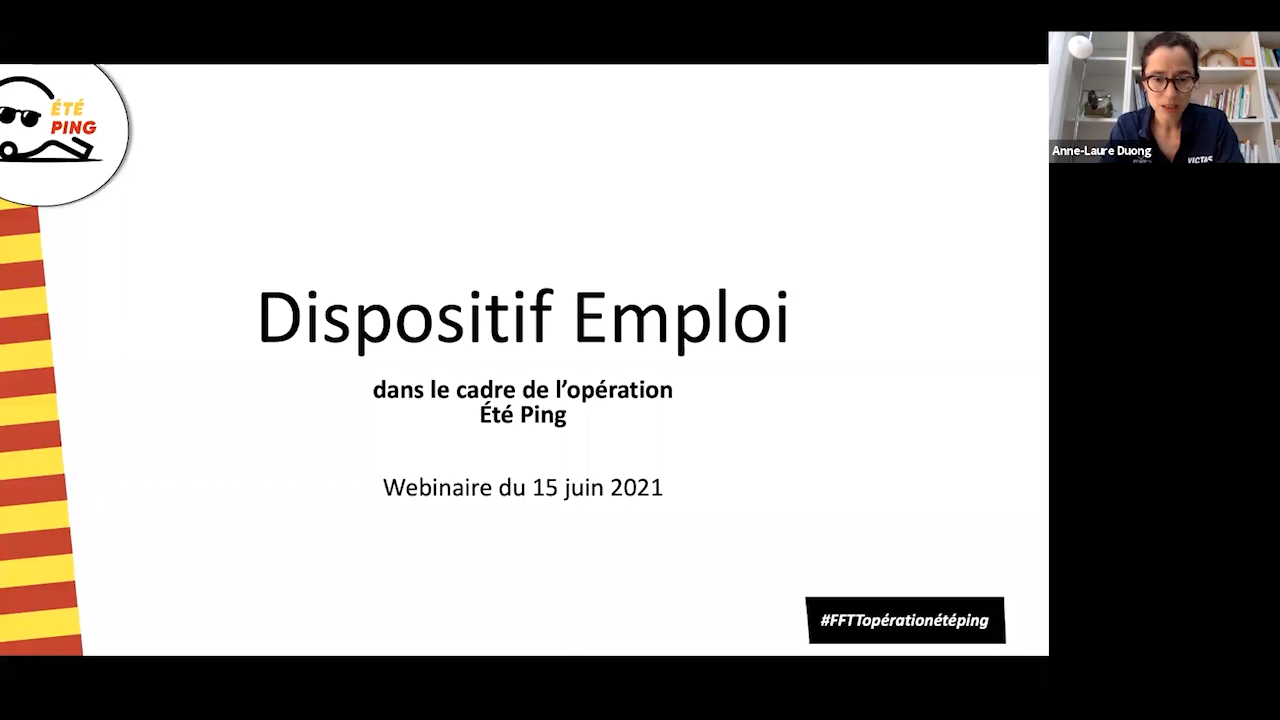 ÉTÉ
PING
Dispositif Emploi
dans le cadre de l’opération
Été Ping
Webinaire du 15 juin 2021
#FFTTopérationétéping
Anne-Laure Duong
VICTAS